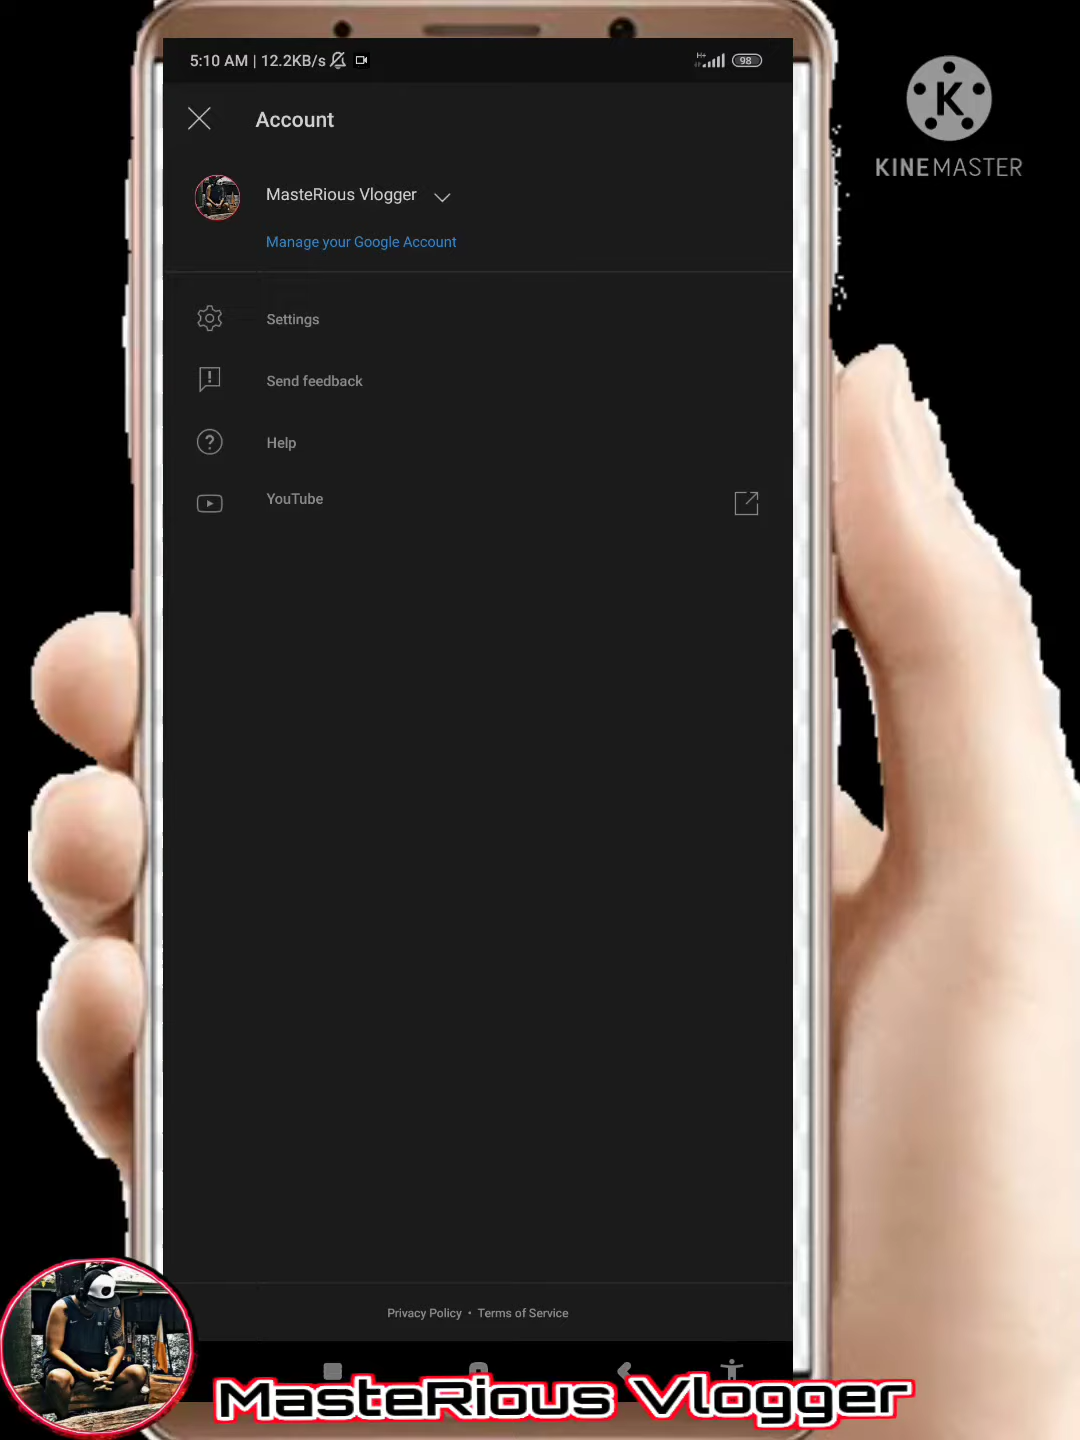 5:10 AM | 12.2KB/s
H+
98
K
KINEMASTER
Account
MasteRious Vlogger
Manage your Google Account
Settings
Send feedback
Help
YouTube
Privacy Policy • Terms of Service
MasteRious Vlogger